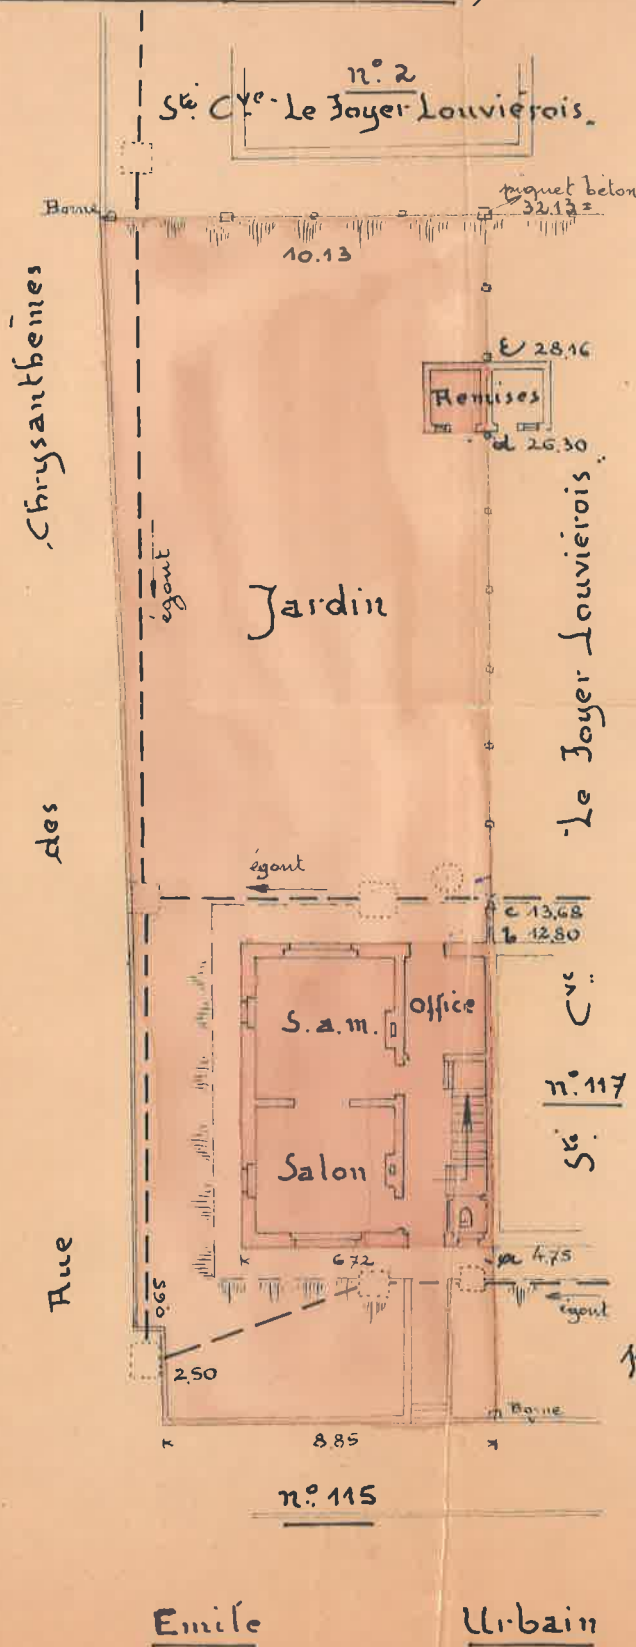 n.º 2
Sté. Cve. Le Foyer Louviérois.
piquet béton
32.13
Borne
10.13
Rue des Chrysanthèmes
E 28.16
Remises
d 26.30
égout
Jardin
Sté. Cve. Le Foyer Louviérois
égout
c 13,68
b 12.80
S.a.m.
Office
n.º 117
Salon
6.72
a 4.75
égout
0.65
2.50
Borne
8.85
n.º 115
Emile Urbain